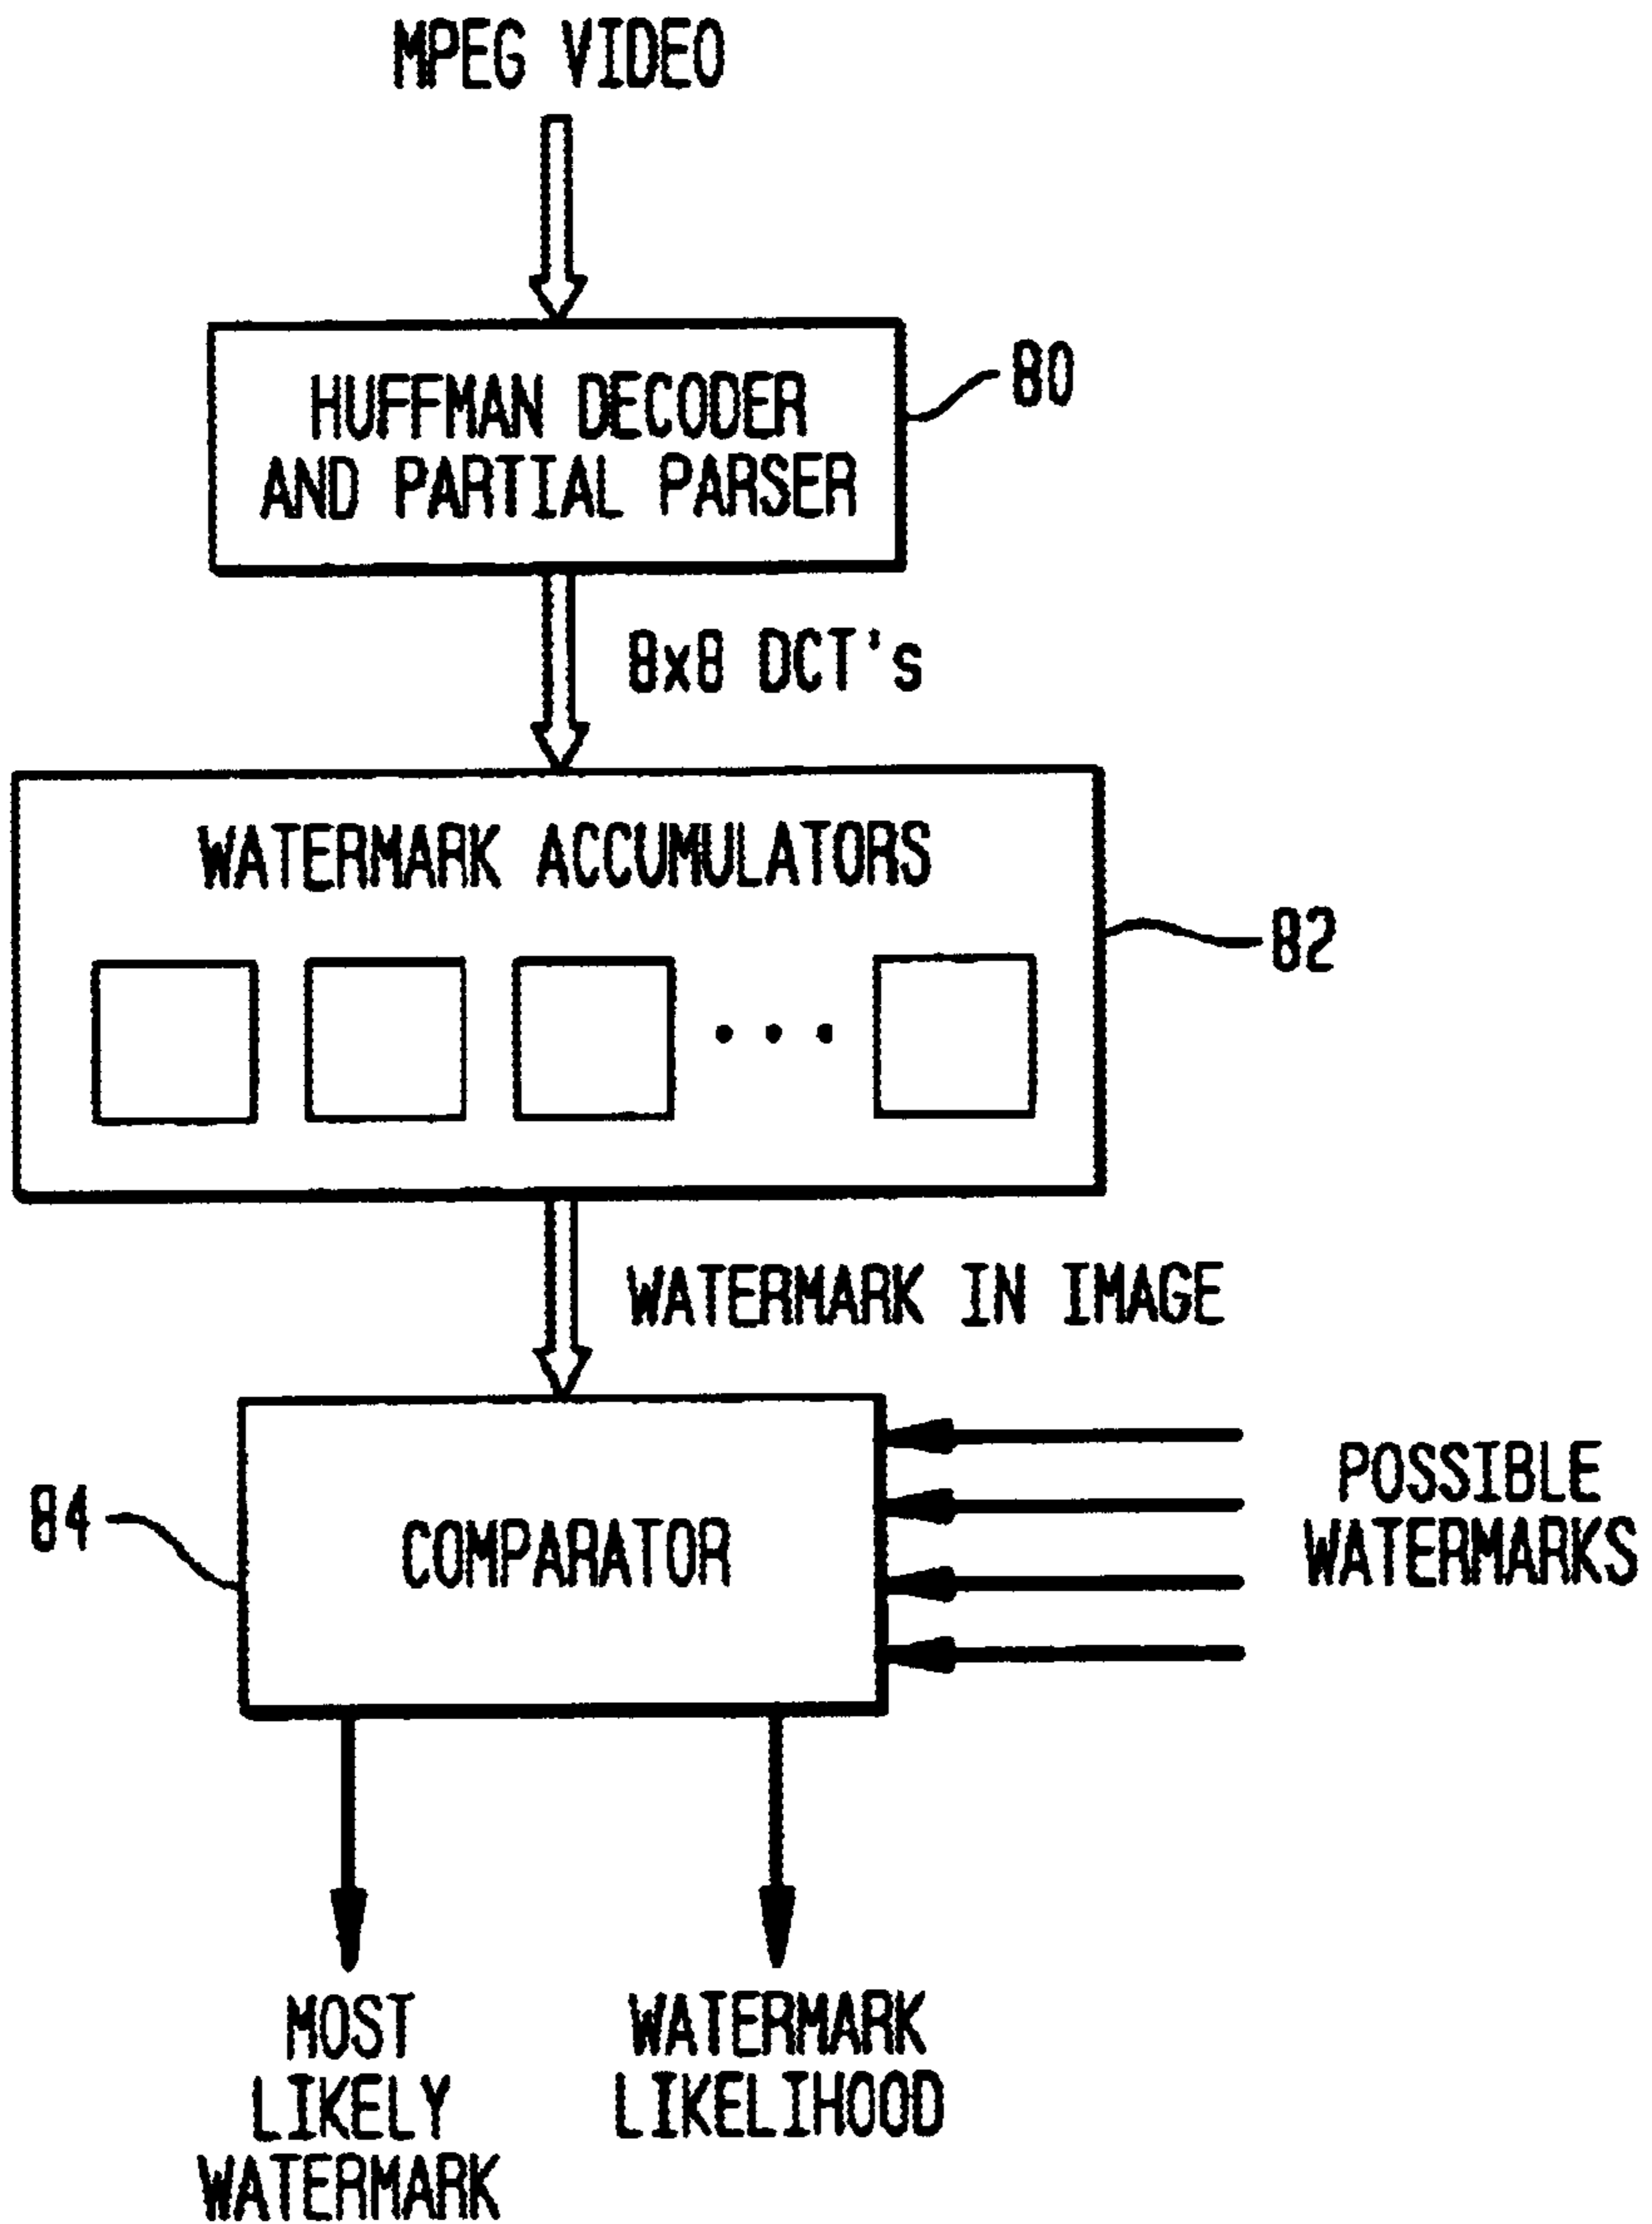 MPEG VIDEO
HUFFMAN DECODER
AND PARTIAL PARSER
80
8x8 DCT's
WATERMARK ACCUMULATORS
82
WATERMARK IN IMAGE
84
COMPARATOR
POSSIBLE
WATERMARKS
MOST
LIKELY
WATERMARK
WATERMARK
LIKELIHOOD